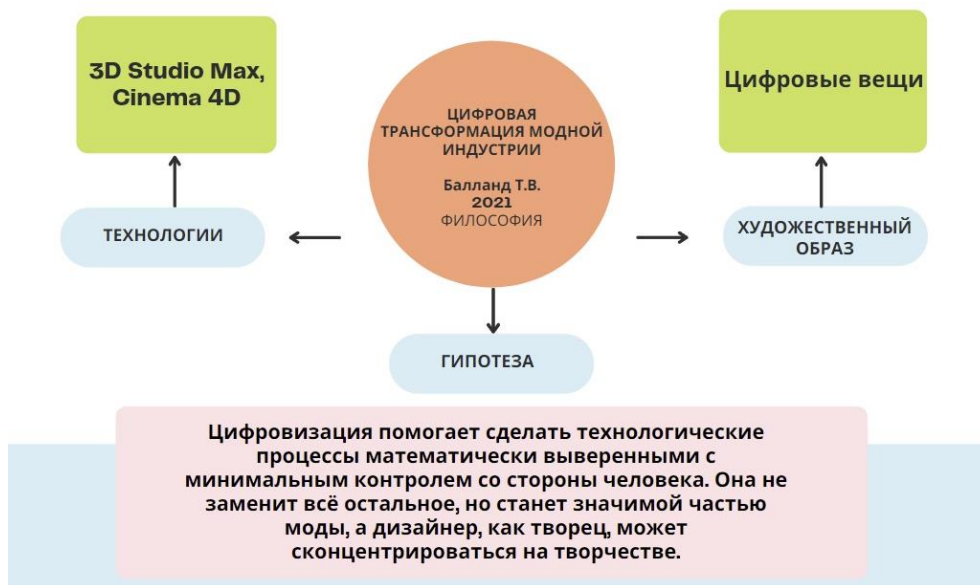 3D Studio Max,
Cinema 4D
ЦИФРОВАЯ
ТРАНСФОРМАЦИЯ МОДНОЙ
ИНДУСТРИИ
Балланд Т.В.
2021
ФИЛОСОФИЯ
Цифровые вещи
ТЕХНОЛОГИИ
ХУДОЖЕСТВЕННЫЙ
ОБРАЗ
ГИПОТЕЗА
Цифровизация помогает сделать технологические
процессы математически выверенными с
минимальным контролем со стороны человека. Она не
заменит всё остальное, но станет значимой частью
моды, а дизайнер, как творец, может
сконцентрироваться на творчестве.